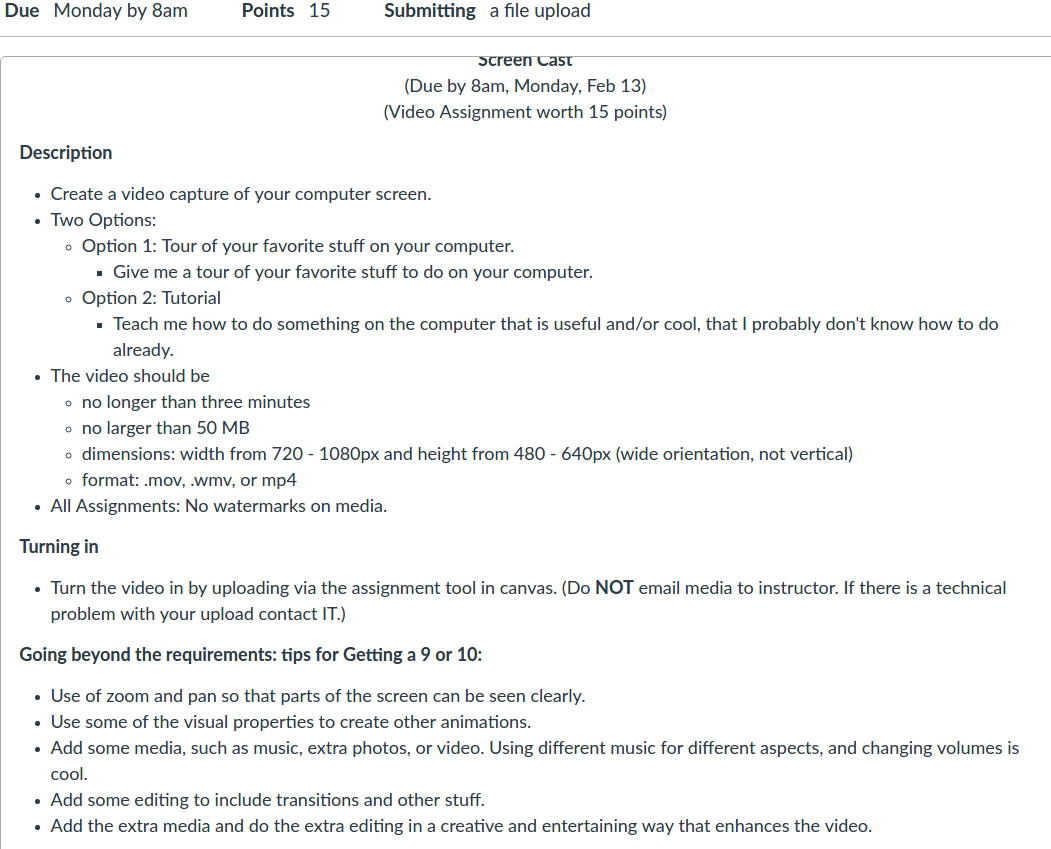 Due Monday by 8am Points 15 Submitting a file upload
Screen Cast
(Due by 8am, Monday, Feb 13)
(Video Assignment worth 15 points)
Description
• Create a video capture of your computer screen.
• Two Options:
◦ Option 1: Tour of your favorite stuff on your computer.
▪ Give me a tour of your favorite stuff to do on your computer.
◦ Option 2: Tutorial
▪ Teach me how to do something on the computer that is useful and/or cool, that I probably don't know how to do
already.
• The video should be
◦ no longer than three minutes
◦ no larger than 50 MB
◦ dimensions: width from 720 - 1080px and height from 480 - 640px (wide orientation, not vertical)
◦ format: .mov, .wmv, or mp4
• All Assignments: No watermarks on media.
Turning in
• Turn the video in by uploading via the assignment tool in canvas. (Do NOT email media to instructor. If there is a technical
problem with your upload contact IT.)
Going beyond the requirements: tips for Getting a 9 or 10:
• Use of zoom and pan so that parts of the screen can be seen clearly.
• Use some of the visual properties to create other animations.
• Add some media, such as music, extra photos, or video. Using different music for different aspects, and changing volumes is
cool.
• Add some editing to include transitions and other stuff.
• Add the extra media and do the extra editing in a creative and entertaining way that enhances the video.